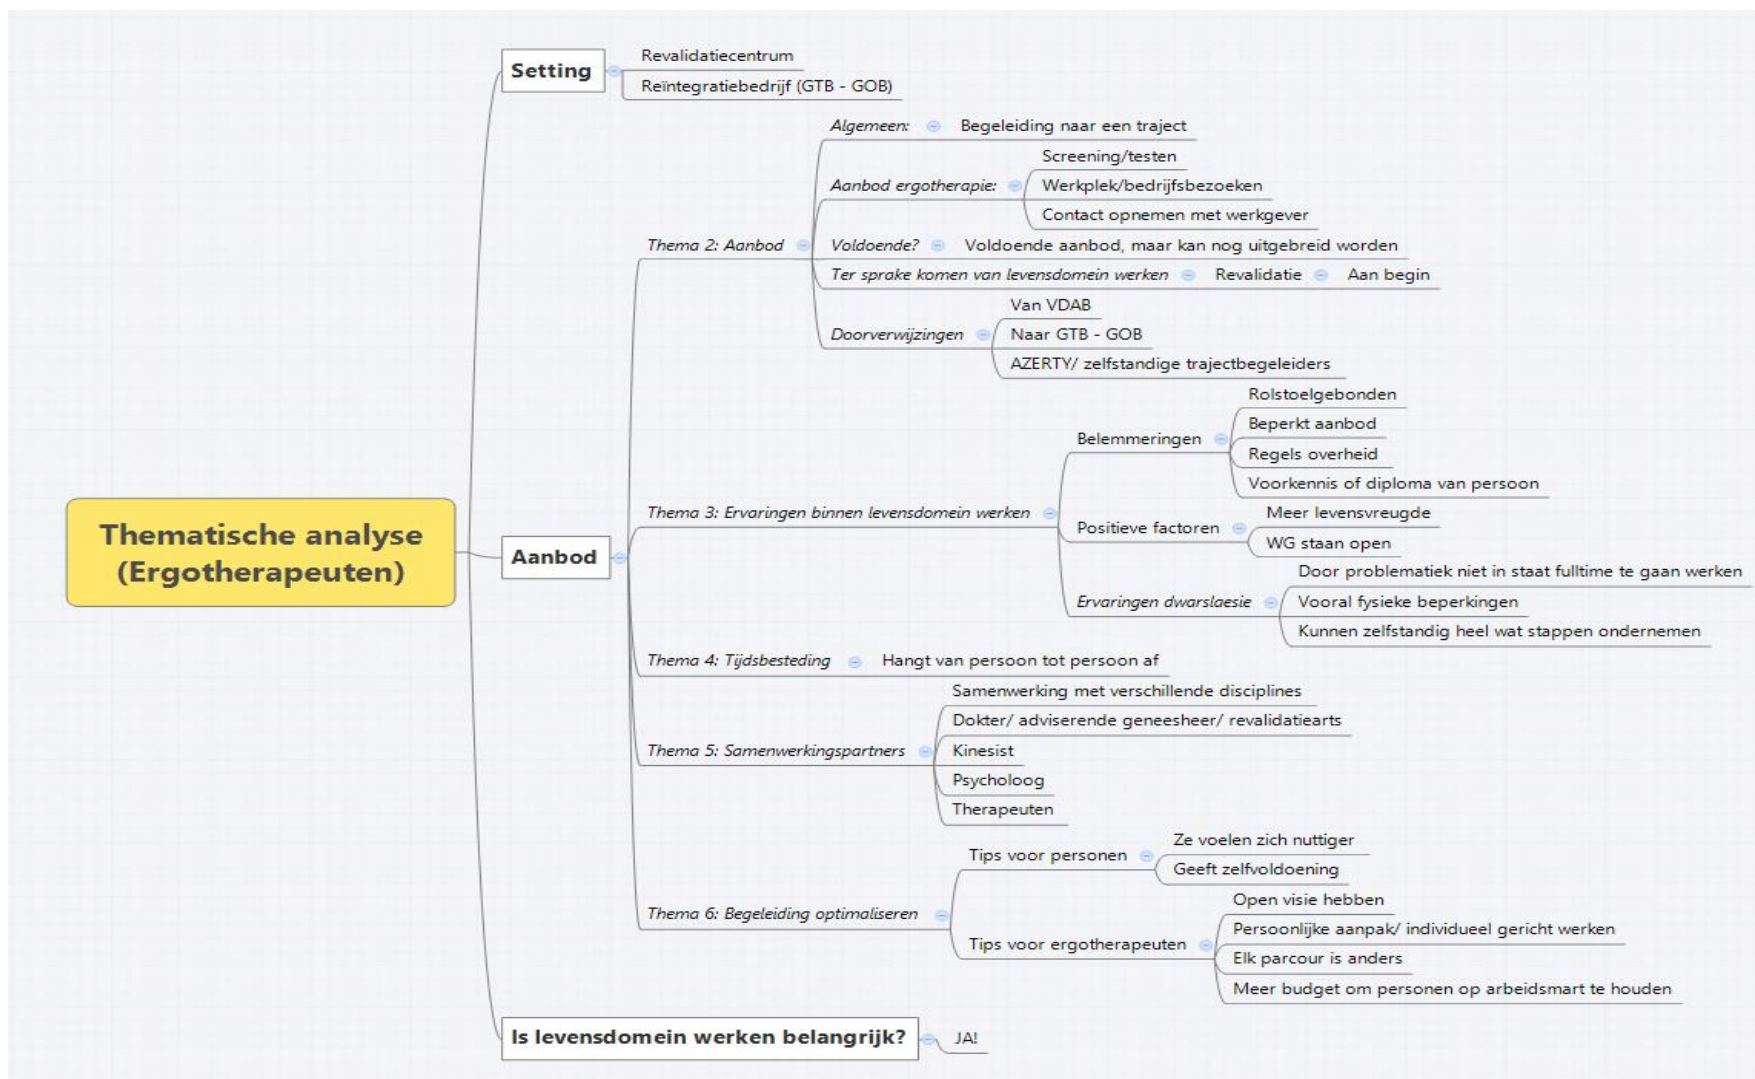 Thematische analyse
(Ergotherapeuten)
Setting
Revalidatiecentrum
Reïntegratiebedrijf (GTB - GOB)
Aanbod
Thema 2: Aanbod
Algemeen:
Begeleiding naar een traject
Aanbod ergotherapie:
Screening/testen
Werkplek/bedrijfsbezoeken
Contact opnemen met werkgever
Voldoende?
Voldoende aanbod, maar kan nog uitgebreid worden
Ter sprake komen van levensdomein werken
Revalidatie
Aan begin
Doorverwijzingen
Van VDAB
Naar GTB - GOB
AZERTY/ zelfstandige trajectbegeleiders
Thema 3: Ervaringen binnen levensdomein werken
Belemmeringen
Rolstoelgebonden
Beperkt aanbod
Regels overheid
Voorkennis of diploma van persoon
Positieve factoren
Meer levensvreugde
WG staan open
Ervaringen dwarslaesie
Door problematiek niet in staat fulltime te gaan werken
Vooral fysieke beperkingen
Kunnen zelfstandig heel wat stappen ondernemen
Thema 4: Tijdsbesteding
Hangt van persoon tot persoon af
Thema 5: Samenwerkingspartners
Samenwerking met verschillende disciplines
Dokter/ adviserende geneesheer/ revalidatiearts
Kinesist
Psycholoog
Therapeuten
Thema 6: Begeleiding optimaliseren
Tips voor personen
Ze voelen zich nuttiger
Geeft zelfvoldoening
Tips voor ergotherapeuten
Open visie hebben
Persoonlijke aanpak/ individueel gericht werken
Elk parcour is anders
Meer budget om personen op arbeidsmart te houden
Is levensdomein werken belangrijk?
JA!